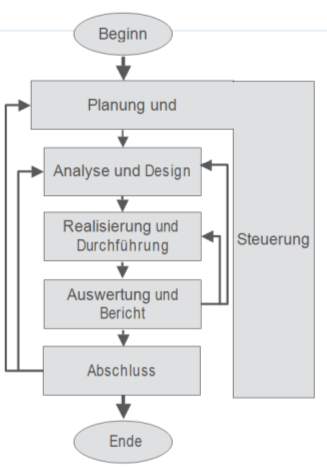 Beginn
Planung und
Steuerung
Analyse und Design
Realisierung und
Durchführung
Auswertung und
Bericht
Abschluss
Ende